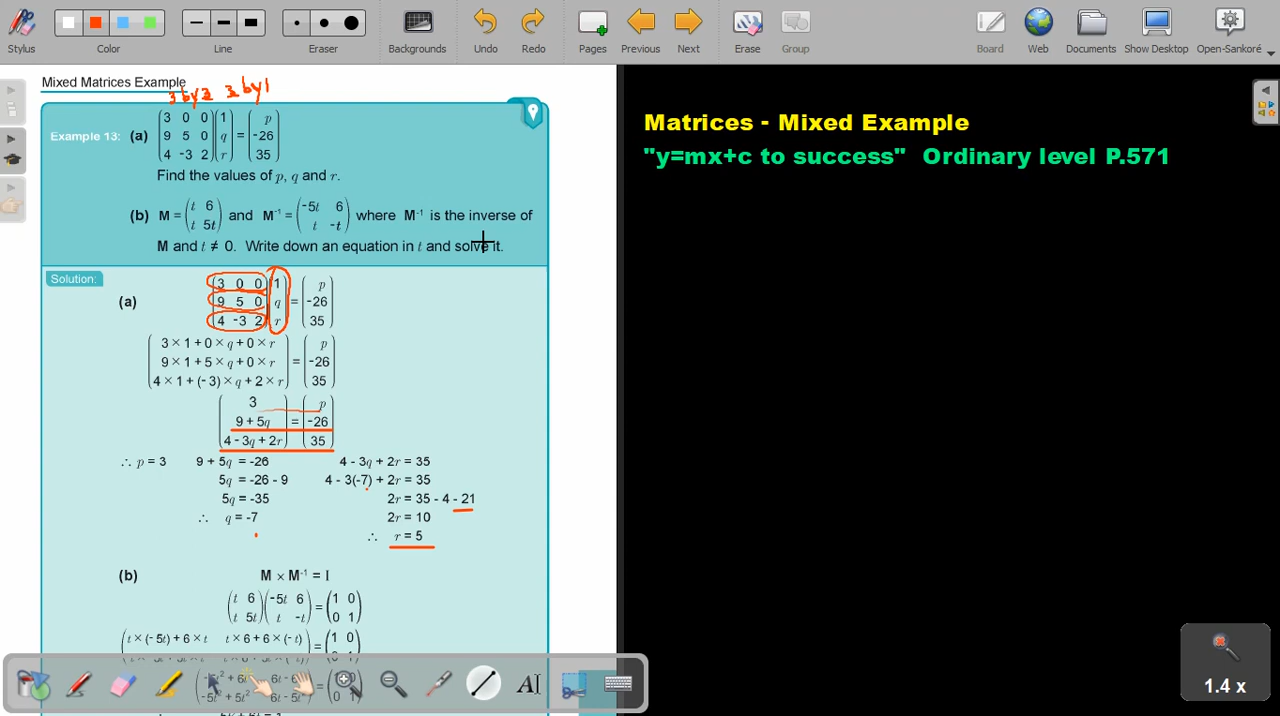 Stylus
Color
Line
Eraser
Backgrounds
Undo
Redo
Pages
Previous
Next
Erase
Group
Board
Web
Documents
Show Desktop
Open-Sankoré
Mixed Matrices Example
3 by 3 3 by 1
Example 13: (a) (3 0 0) (1) = (p)
(9 5 0) (q) (-26)
(4 -3 2) (r) (35)
Find the values of p, q and r.
(b) M = (t 6; t 5t) and M⁻¹ = (-5t 6; t -t) where M⁻¹ is the inverse of
M and t ≠ 0. Write down an equation in t and solve it.
Solution:
(a) (3 0 0) (1) = (p)
(9 5 0) (q) (-26)
(4 -3 2) (r) (35)
(3 × 1 + 0 × q + 0 × r) = (p)
(9 × 1 + 5 × q + 0 × r) (-26)
(4 × 1 + (-3) × q + 2 × r) (35)
(3) = (p)
(9 + 5q) (-26)
(4 - 3q + 2r) (35)
∴ p = 3 9 + 5q = -26 4 - 3q + 2r = 35
5q = -26 - 9 4 - 3(-7) + 2r = 35
5q = -35 2r = 35 - 4 - 21
∴ q = -7 2r = 10
∴ r = 5
(b) M × M⁻¹ = I
(t 6; t 5t) (-5t 6; t -t) = (1 0; 0 1)
(t × (-5t) + 6 × t t × 6 + 6 × (-t)) = (1 0)
Matrices - Mixed Example
"y=mx+c to success" Ordinary level P.571
1.4 x